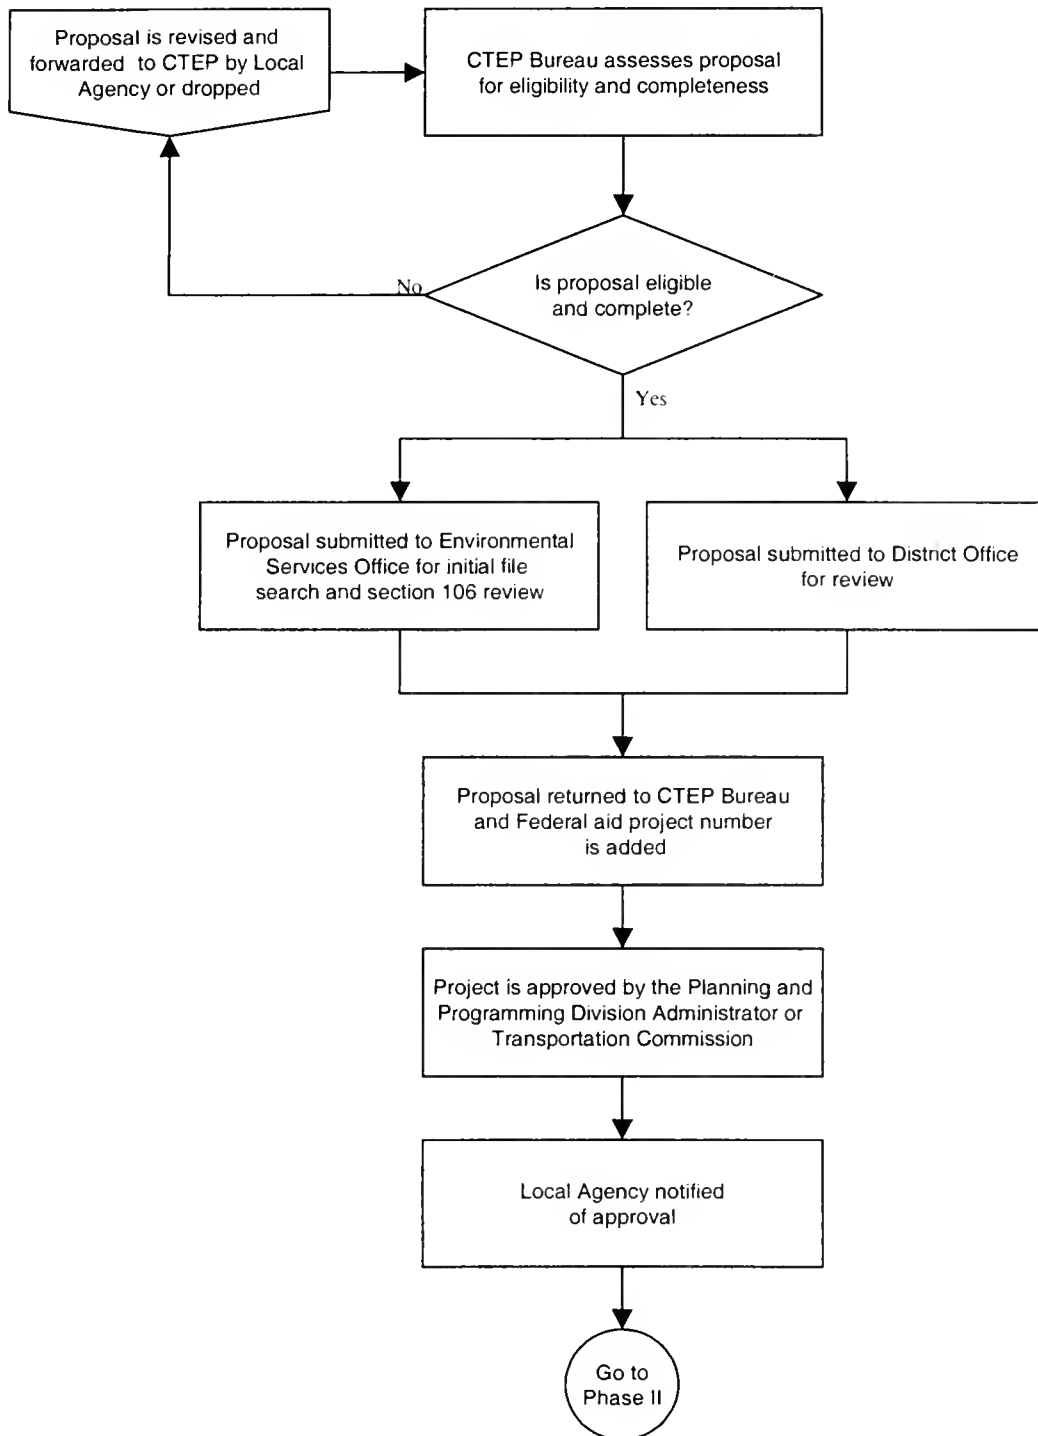 Proposal is revised and
forwarded to CTEP by Local
Agency or dropped
CTEP Bureau assesses proposal
for eligibility and completeness
Is proposal eligible
and complete?
No
Yes
Proposal submitted to Environmental
Services Office for initial file
search and section 106 review
Proposal submitted to District Office
for review
Proposal returned to CTEP Bureau
and Federal aid project number
is added
Project is approved by the Planning and
Programming Division Administrator or
Transportation Commission
Local Agency notified
of approval
Go to
Phase II